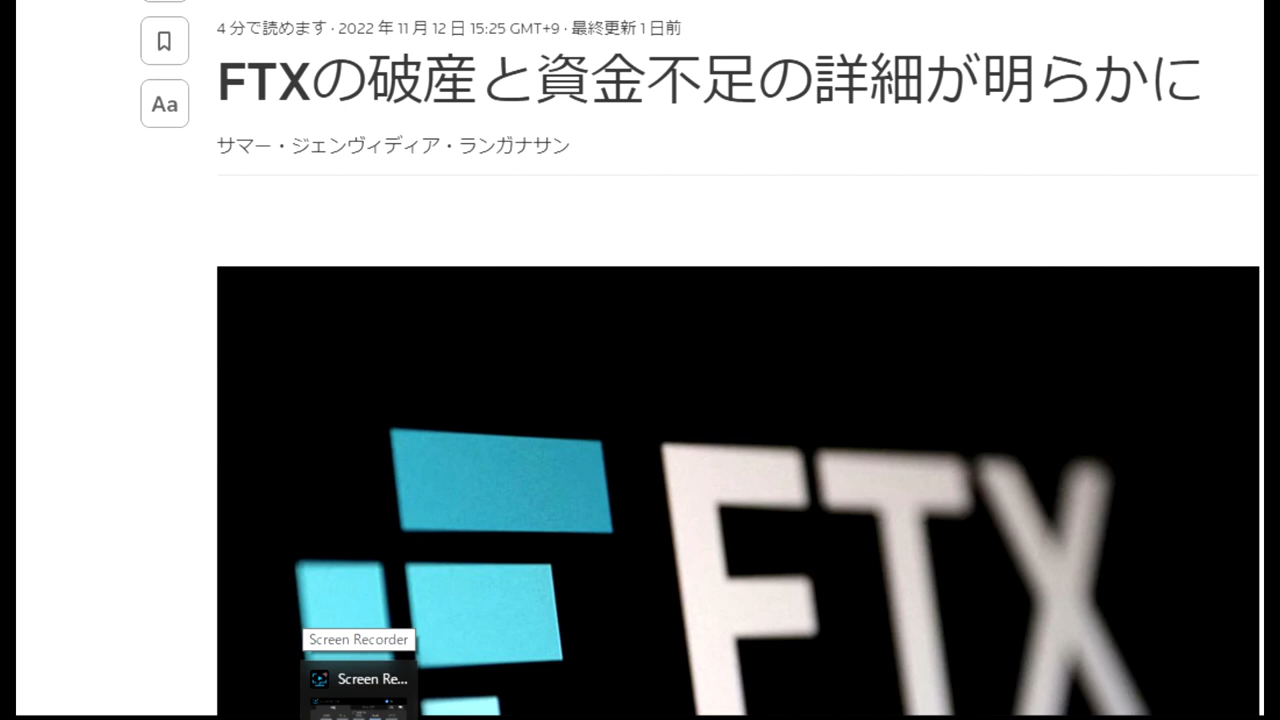 4 分で読めます · 2022 年 11 月 12 日 15:25 GMT+9 · 最終更新 1 日前
FTXの破産と資金不足の詳細が明らかに
Aa
サマー・ジェンヴィディア・ランガナサン
FTX
Screen Recorder
Screen Re...